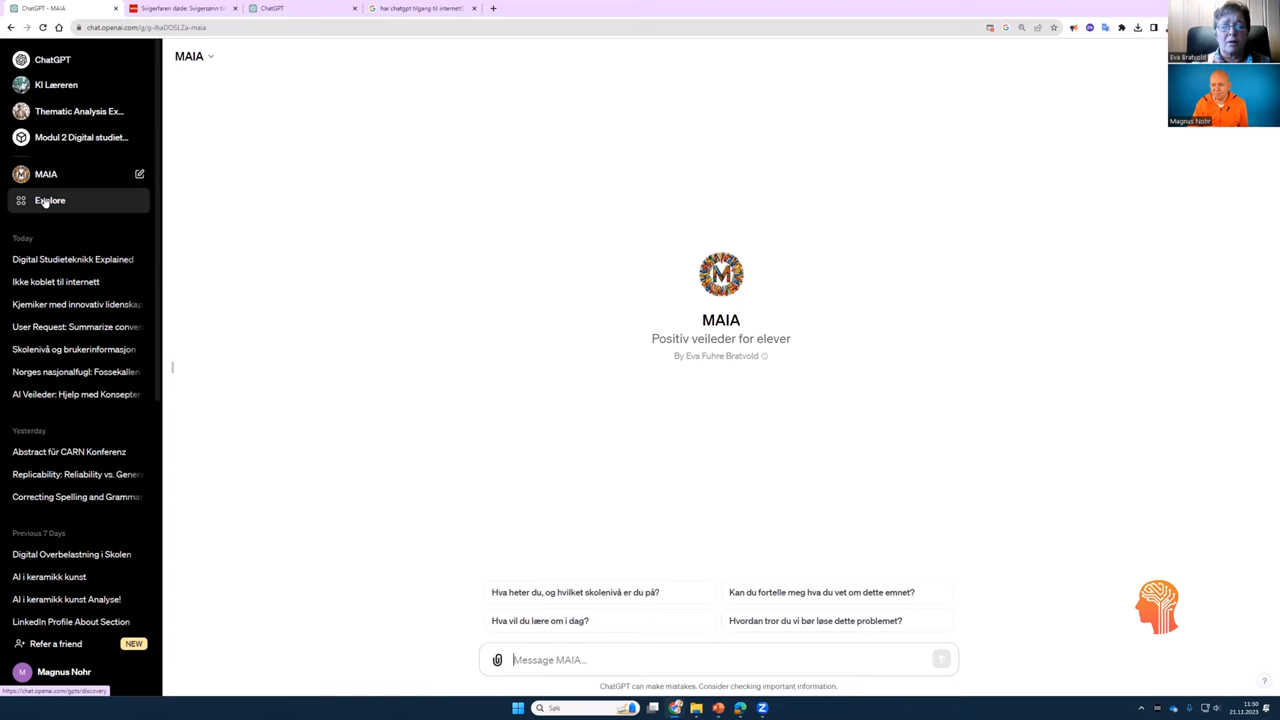 ChatGPT - MAIA
Svigerfaren døde: Svigersønn til
ChatGPT
har chatgpt tilgang til internett!
chat.openai.com/g/g-ihaDOSLZa-maia
ChatGPT
KI Læreren
Thematic Analysis Ex...
Modul 2 Digital studiet...
MAIA
Explore
Today
Digital Studieteknikk Explained
Ikke koblet til internett
Kjemiker med innovativ lidenskap
User Request: Summarize conver
Skolenivå og brukerinformasjon
Norges nasjonalfugl: Fossekallen
AI Veileder: Hjelp med Konsepter
Yesterday
Abstract für CARN Konferenz
Replicability: Reliability vs. Gener
Correcting Spelling and Gramma
Previous 7 Days
Digital Overbelastning i Skolen
AI i keramikk kunst
AI i keramikk kunst Analyse!
LinkedIn Profile About Section
Refer a friend
NEW
M
Magnus Nohr
https://chat.openai.com/gpts/discovery
MAIA
M
MAIA
Positiv veileder for elever
By Eva Fuhre Bratvold
Hva heter du, og hvilket skolenivå er du på?
Kan du fortelle meg hva du vet om dette emnet?
Hva vil du lære om i dag?
Hvordan tror du vi bør løse dette problemet?
Message MAIA...
ChatGPT can make mistakes. Consider checking important information.
?
Eva Bratvold
Magnus Nohr
Søk
11:50
21.11.2023